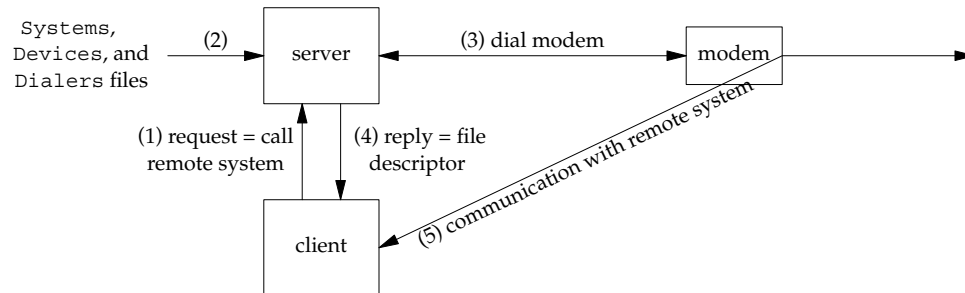 Systems,
Devices, and
Dialers files
(2)
server
(3) dial modem
modem
(1) request = call
remote system
(4) reply = file
descriptor
(5) communication with remote system
client